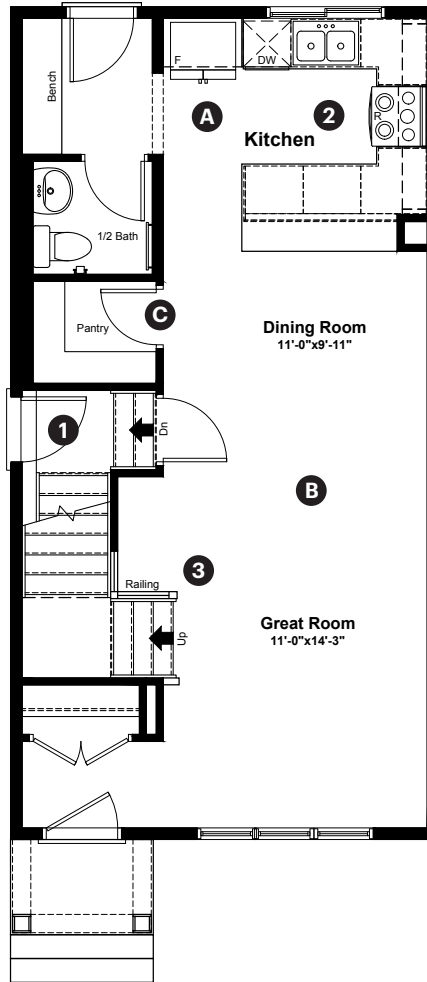 F
DW
Bench
A
2
R
Kitchen
1/2 Bath
Pantry
C
Dining Room
11'-0"x9'-11"
1
Dn
B
3
Railing
Up
Great Room
11'-0"x14'-3"